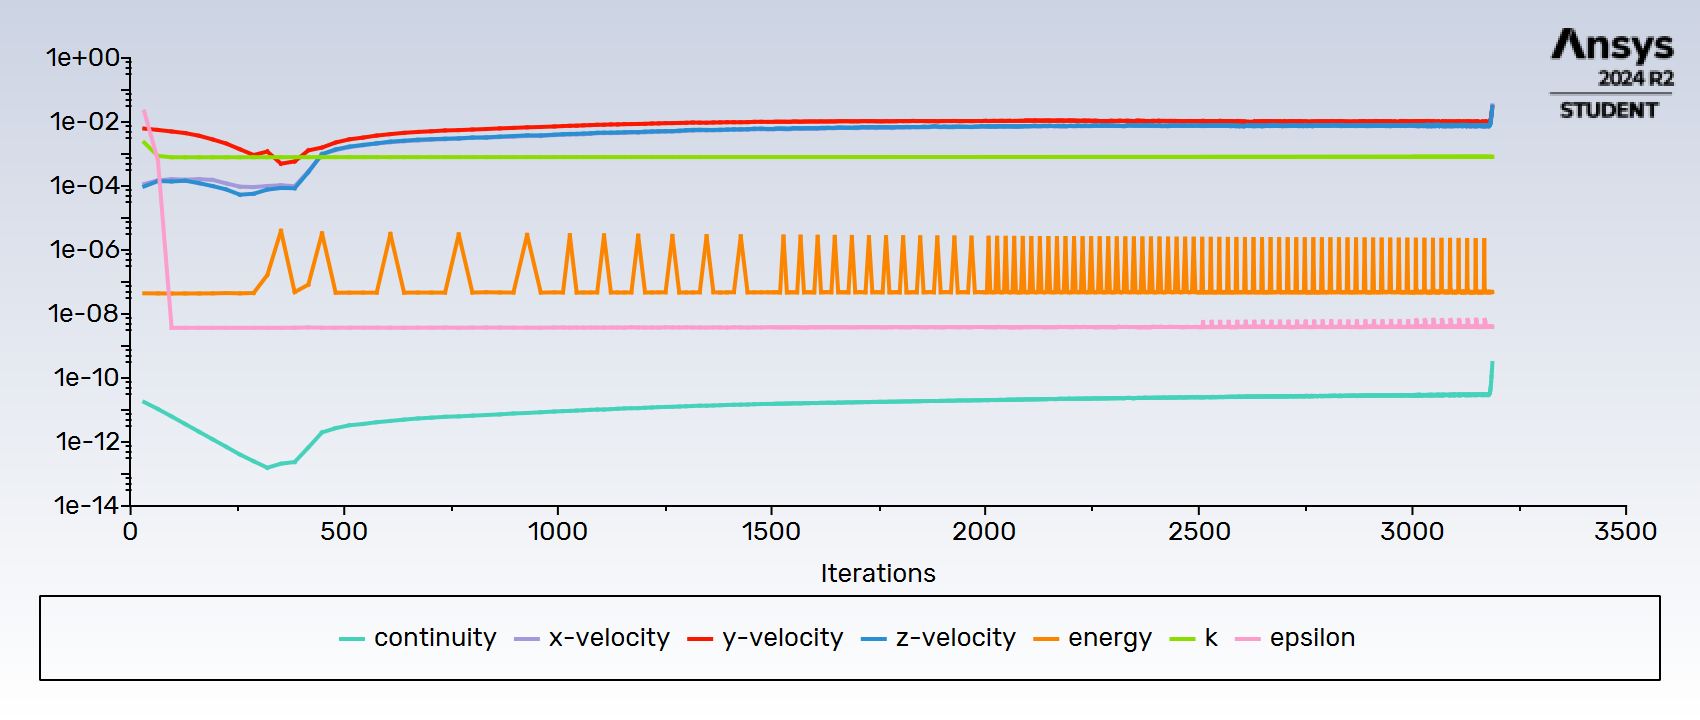 Ansys
2024 R2
STUDENT
1e+00
1e-02
1e-04
1e-06
1e-08
1e-10
1e-12
1e-14
0 500 1000 1500 2000 2500 3000 3500
Iterations
continuity x-velocity y-velocity z-velocity energy k epsilon